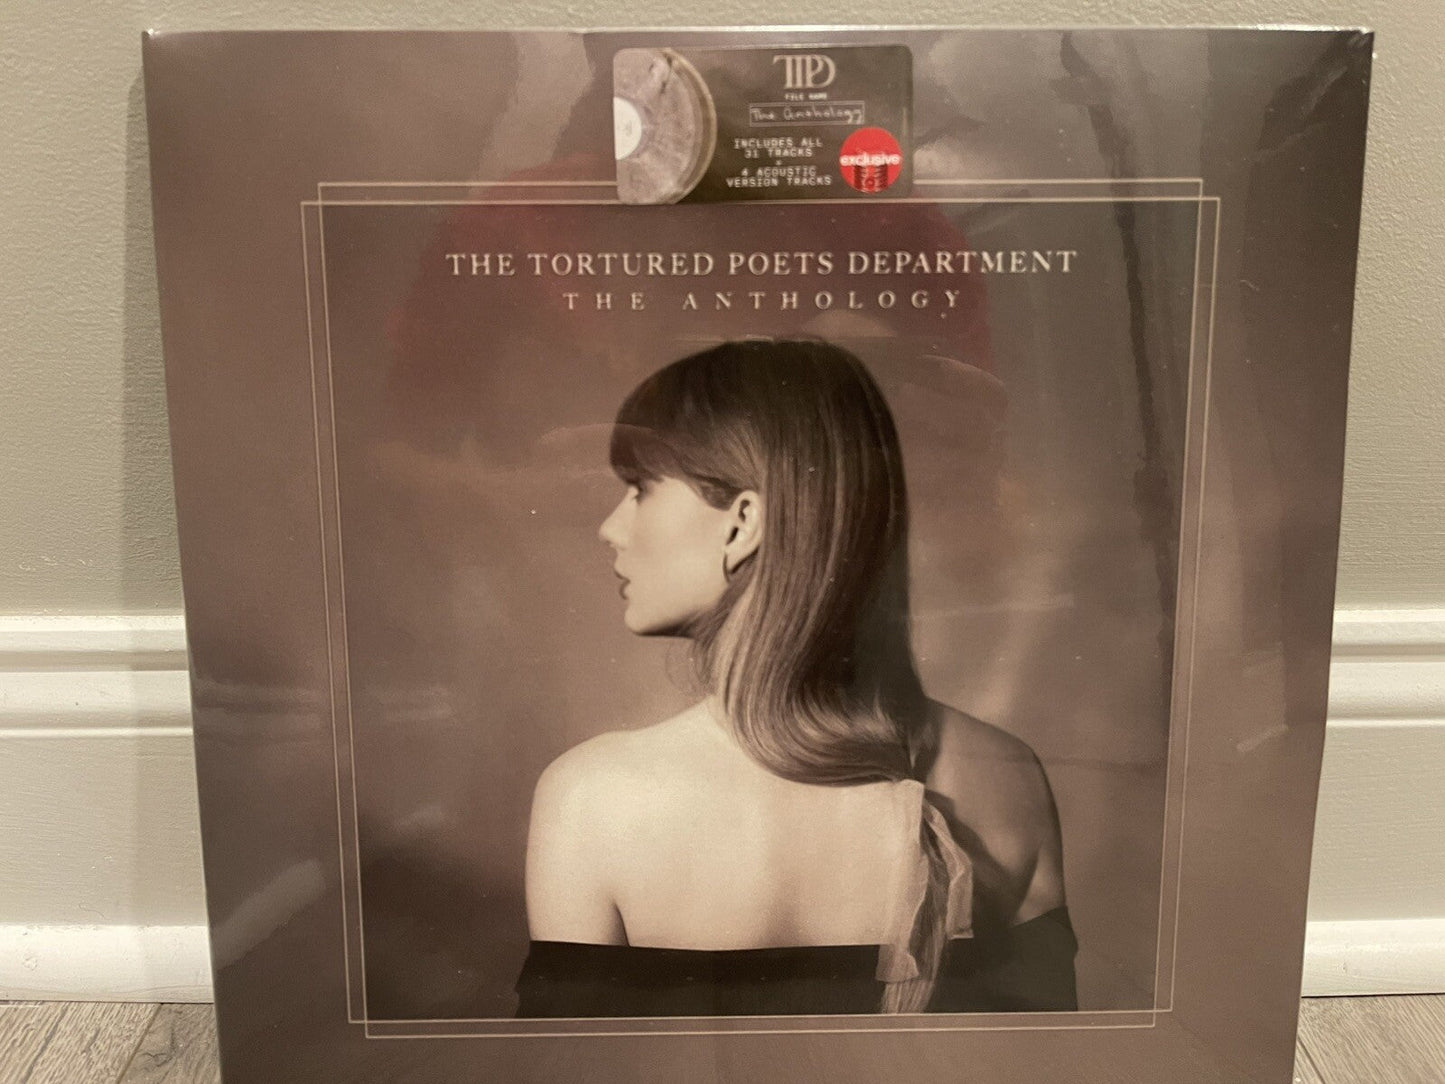 TTPD
FILE NAME
The Anthology
INCLUDES ALL
31 TRACKS
+
4 ACOUSTIC
VERSION TRACKS
exclusive
THE TORTURED POETS DEPARTMENT
THE ANTHOLOGY